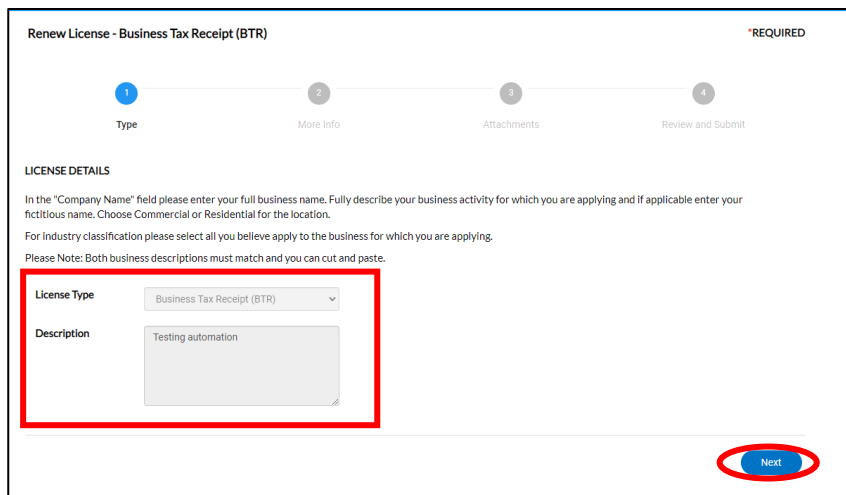 Renew License - Business Tax Receipt (BTR)
*REQUIRED
1
2
3
4
Type
More Info
Attachments
Review and Submit
LICENSE DETAILS
In the "Company Name" field please enter your full business name. Fully describe your business activity for which you are applying and if applicable enter your
fictitious name. Choose Commercial or Residential for the location.
For industry classification please select all you believe apply to the business for which you are applying.
Please Note: Both business descriptions must match and you can cut and paste.
License Type
Business Tax Receipt (BTR)
Description
Testing automation
Next